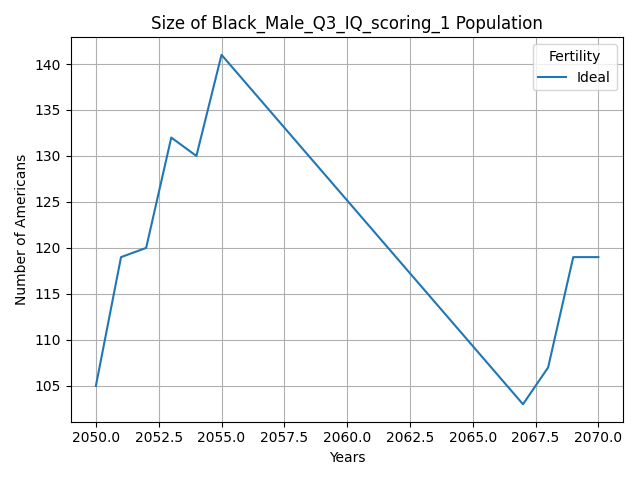 Size of Black_Male_Q3_IQ_scoring_1 Population
Fertility
Ideal
Number of Americans
140
135
130
125
120
115
110
105
2050.0 2052.5 2055.0 2057.5 2060.0 2062.5 2065.0 2067.5 2070.0
Years